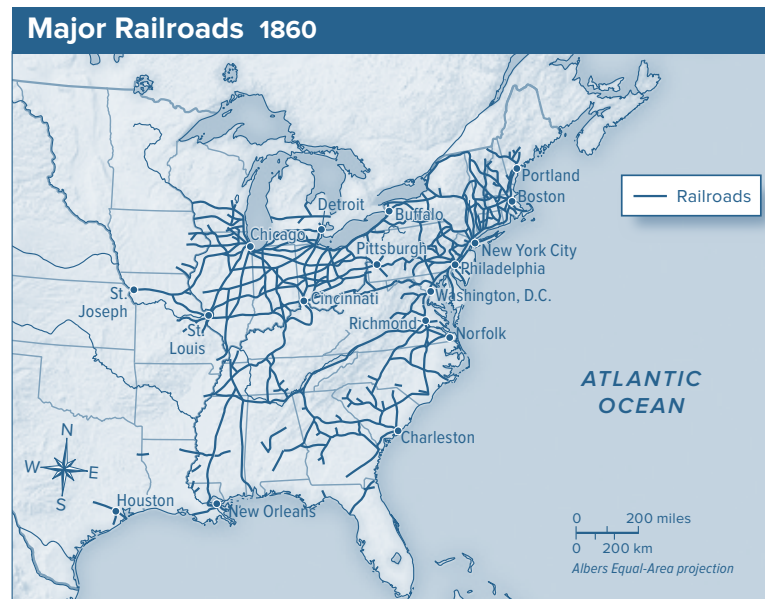 Major Railroads 1860
Portland
Boston
Railroads
Detroit
Buffalo
Chicago
Pittsburgh
New York City
Philadelphia
St.
Joseph
Cincinnati
Washington, D.C.
St.
Louis
Richmond
Norfolk
ATLANTIC
OCEAN
Charleston
N
W
E
S
Houston
New Orleans
0 200 miles
0 200 km
Albers Equal-Area projection